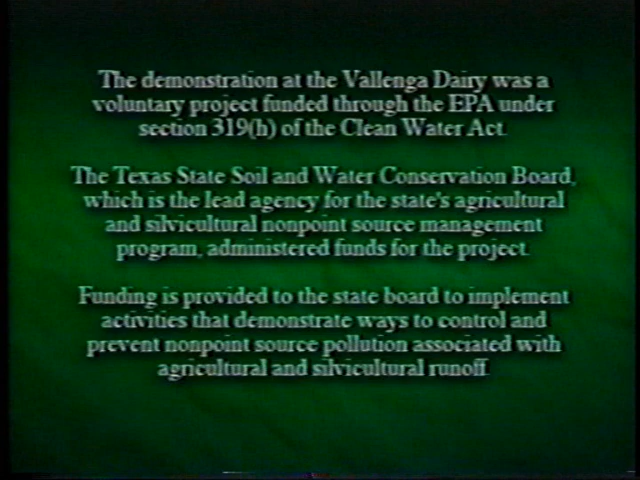 The demonstration at the Vallenga Dairy was a
voluntary project funded through the EPA under
section 319(h) of the Clean Water Act.
The Texas State Soil and Water Conservation Board,
which is the lead agency for the state's agricultural
and silvicultural nonpoint source management
program, administered funds for the project.
Funding is provided to the state board to implement
activities that demonstrate ways to control and
prevent nonpoint source pollution associated with
agricultural and silvicultural runoff.